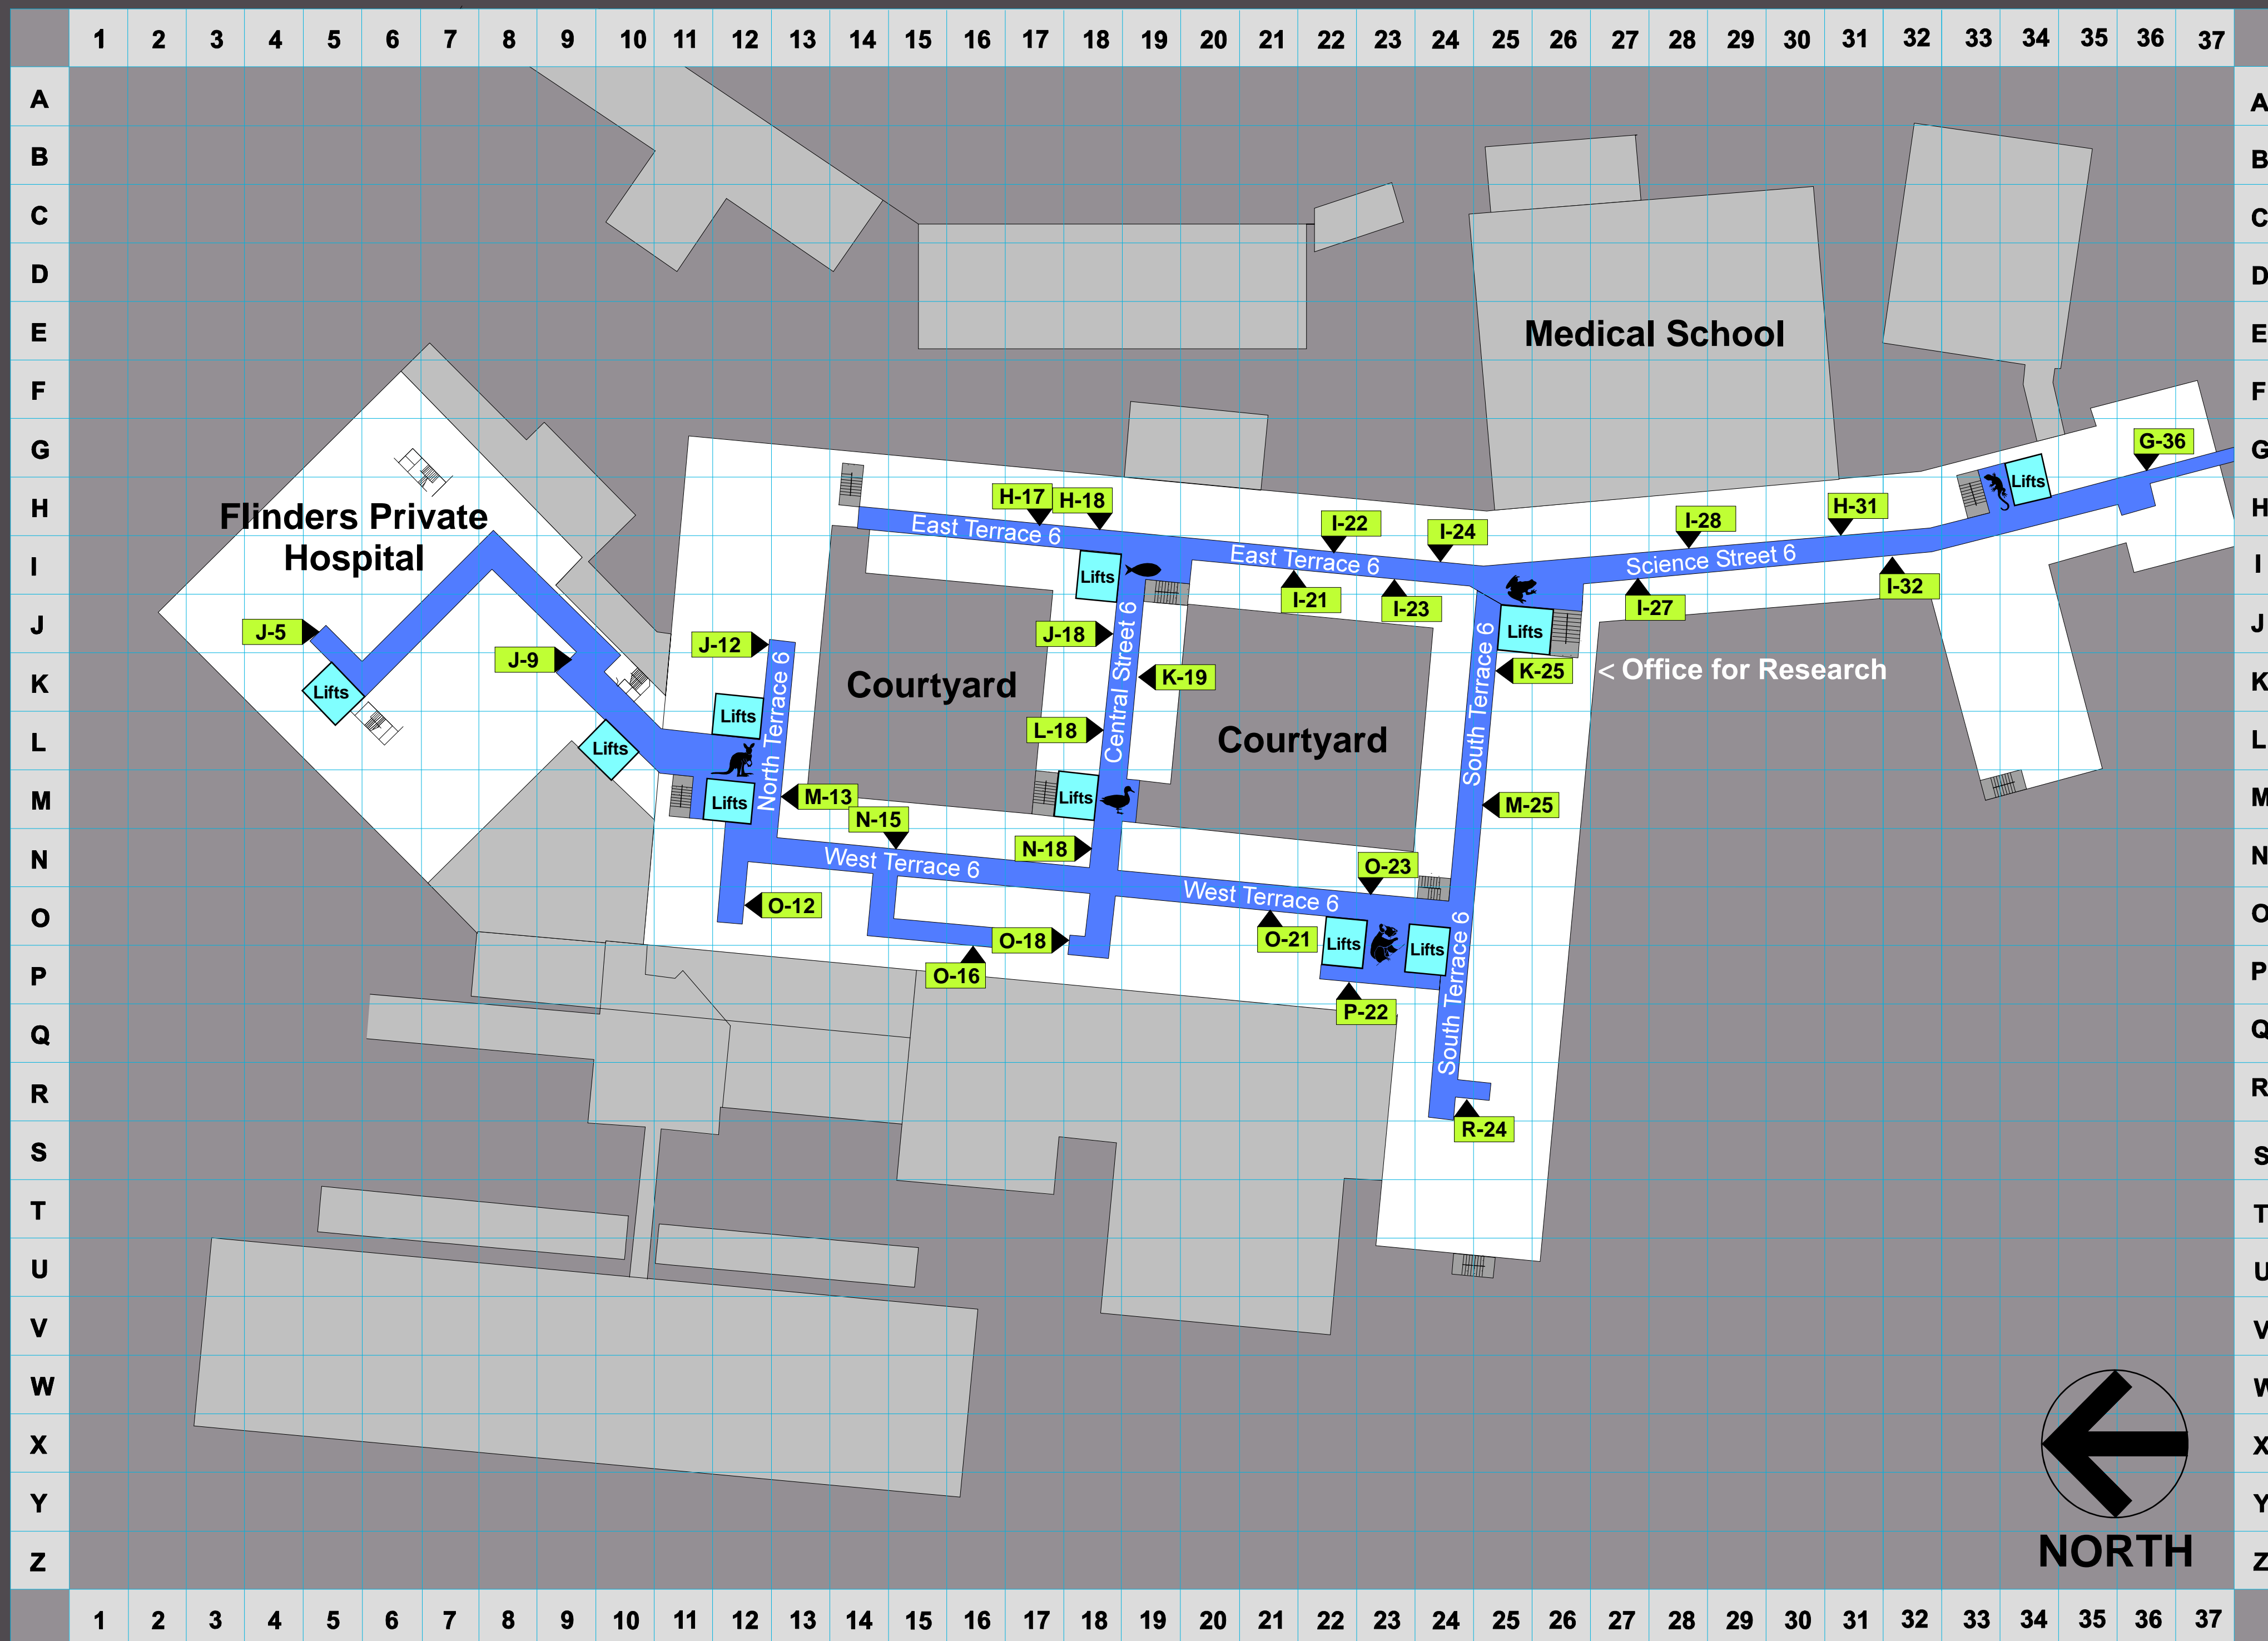 1 2 3 4 5 6 7 8 9 10 11 12 13 14 15 16 17 18 19 20 21 22 23 24 25 26 27 28 29 30 31 32 33 34 35 36 37
A A
B B
C C
D D
E E
F F
G G
H H
I I
J J
K K
L L
M M
N N
O O
P P
Q Q
R R
S S
T T
U U
V V
W W
X X
Y Y
Z Z
Medical School
Flinders Private
Hospital
G-36
H-17
H-18
H-31
I-22
I-24
I-28
East Terrace 6
East Terrace 6
Science Street 6
Lifts
Lifts
I-21
I-23
I-27
I-32
J-5
J-9
J-12
J-18
Lifts
K-19
K-25
< Office for Research
Courtyard
Courtyard
Lifts
Lifts
Lifts
North Terrace 6
Central Street 6
South Terrace 6
L-18
Lifts
Lifts
M-13
M-25
N-15
N-18
West Terrace 6
West Terrace 6
O-23
O-12
O-18
O-21
O-16
Lifts
Lifts
South Terrace 6
P-22
R-24
NORTH
1 2 3 4 5 6 7 8 9 10 11 12 13 14 15 16 17 18 19 20 21 22 23 24 25 26 27 28 29 30 31 32 33 34 35 36 37